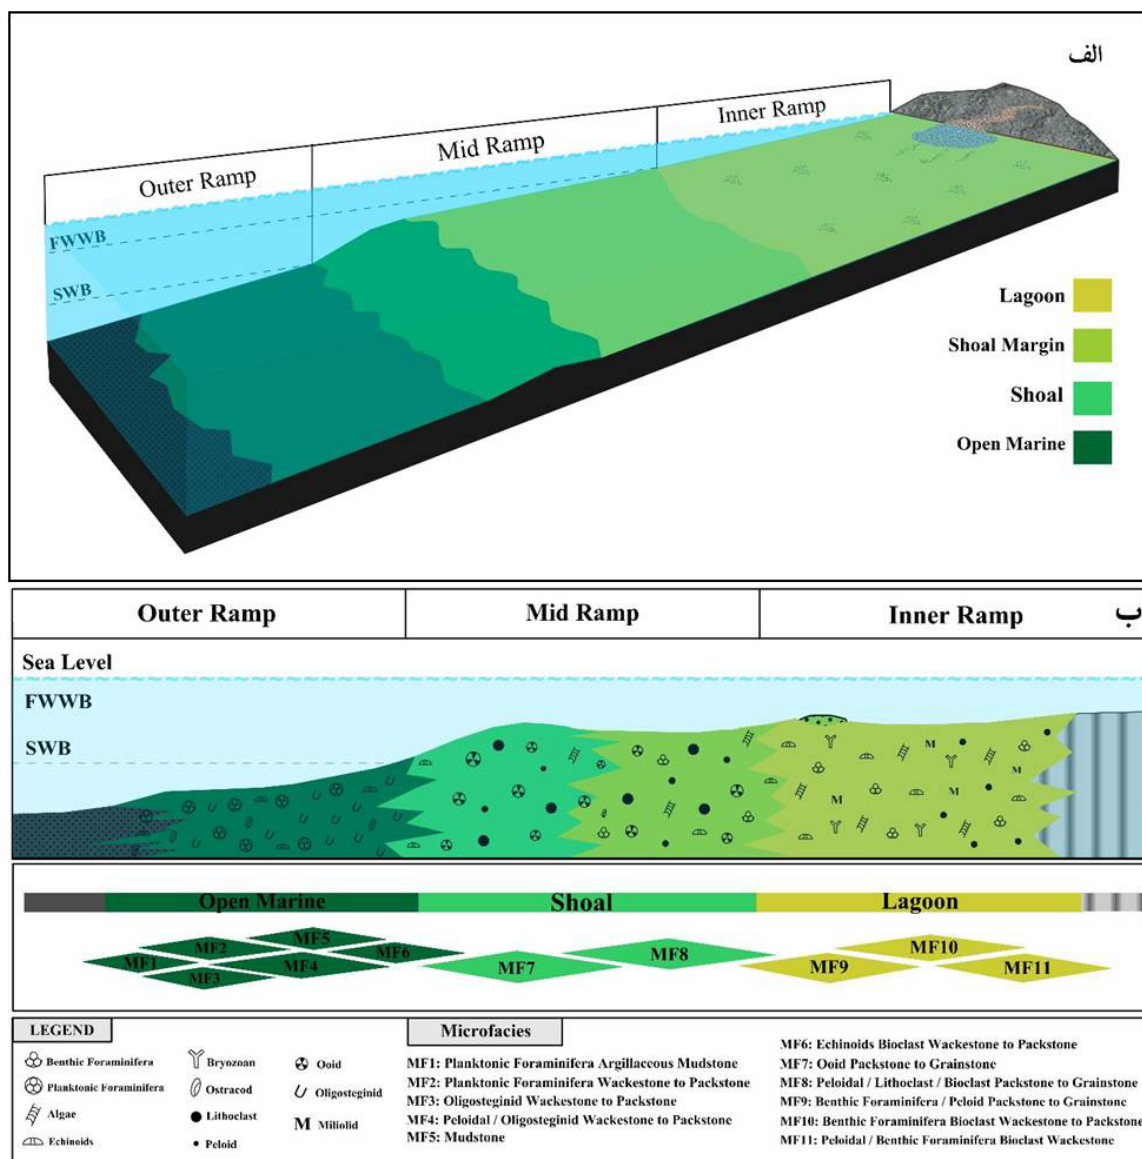 الف
Inner Ramp
Mid Ramp
Outer Ramp
FWWB
SWB
Lagoon
Shoal Margin
Shoal
Open Marine
Outer Ramp
Mid Ramp
Inner Ramp
ب
Sea Level
FWWB
SWB
M
M
M
M
Open Marine
Shoal
Lagoon
MF1
MF2
MF3
MF4
MF5
MF6
MF7
MF8
MF9
MF10
MF11
LEGEND
Benthic Foraminifera
Planktonic Foraminifera
Algae
Echinoids
Bryozoan
Ostracod
Lithoclast
Peloid
Ooid
Oligosteginid
M Miliolid
Microfacies
MF1: Planktonic Foraminifera Argillaceous Mudstone
MF2: Planktonic Foraminifera Wackestone to Packstone
MF3: Oligosteginid Wackestone to Packstone
MF4: Peloidal / Oligosteginid Wackestone to Packstone
MF5: Mudstone
MF6: Echinoids Bioclast Wackestone to Packstone
MF7: Ooid Packstone to Grainstone
MF8: Peloidal / Lithoclast / Bioclast Packstone to Grainstone
MF9: Benthic Foraminifera / Peloid Packstone to Grainstone
MF10: Benthic Foraminifera Bioclast Wackestone to Packstone
MF11: Peloidal / Benthic Foraminifera Bioclast Wackestone